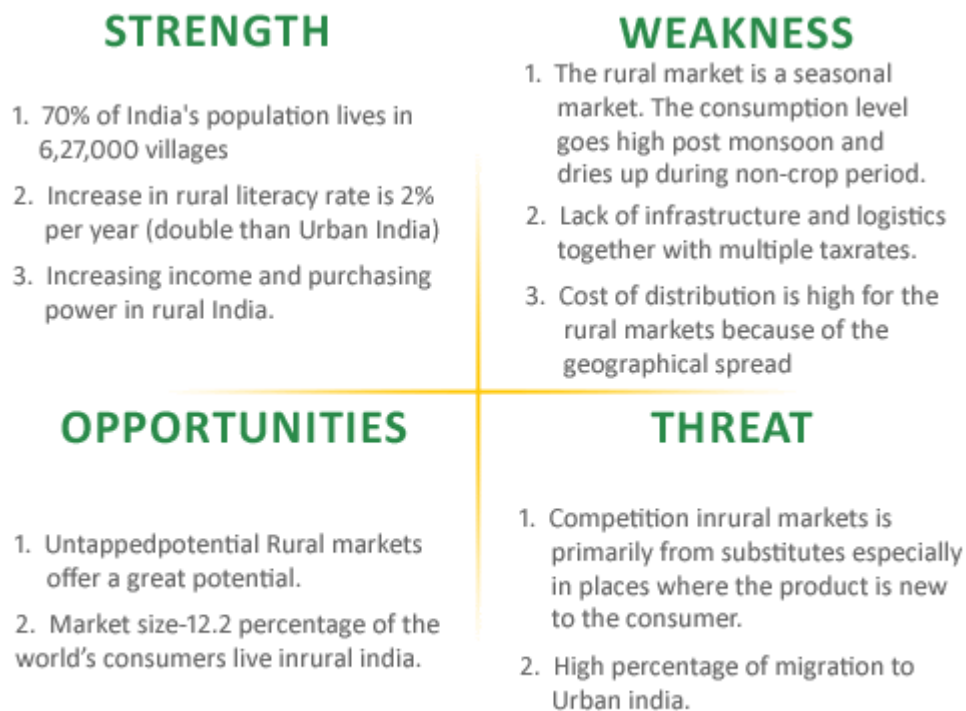 STRENGTH
1. 70% of India's population lives in
6,27,000 villages
2. Increase in rural literacy rate is 2%
per year (double than Urban India)
3. Increasing income and purchasing
power in rural India.
WEAKNESS
1. The rural market is a seasonal
market. The consumption level
goes high post monsoon and
dries up during non-crop period.
2. Lack of infrastructure and logistics
together with multiple taxrates.
3. Cost of distribution is high for the
rural markets because of the
geographical spread
OPPORTUNITIES
1. Untappedpotential Rural markets
offer a great potential.
2. Market size-12.2 percentage of the
world's consumers live inrural india.
THREAT
1. Competition inrural markets is
primarily from substitutes especially
in places where the product is new
to the consumer.
2. High percentage of migration to
Urban india.